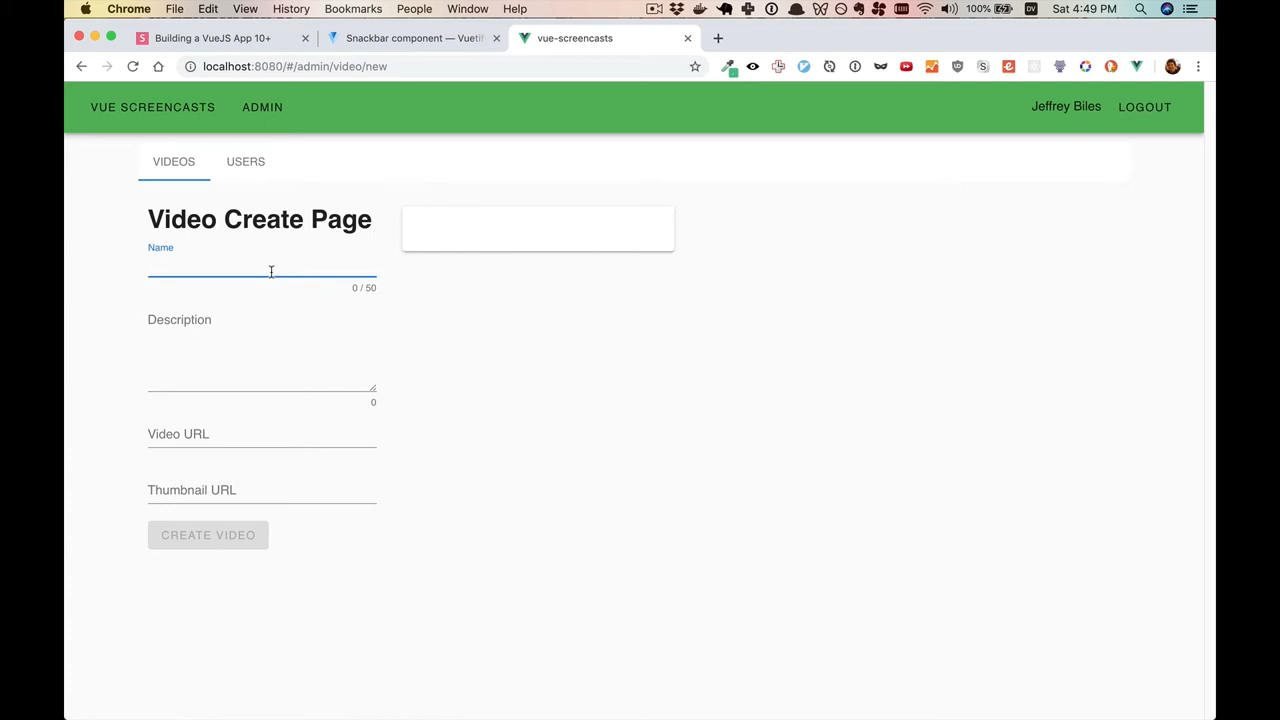 Chrome File Edit View History Bookmarks People Window Help 100% DV Sat 4:49 PM
Building a VueJS App 10+ Snackbar component — Vuetif vue-screencasts
localhost:8080/#/admin/video/new
VUE SCREENCASTS ADMIN Jeffrey Biles LOGOUT
VIDEOS USERS
Video Create Page
Name
0 / 50
Description
0
Video URL
Thumbnail URL
CREATE VIDEO